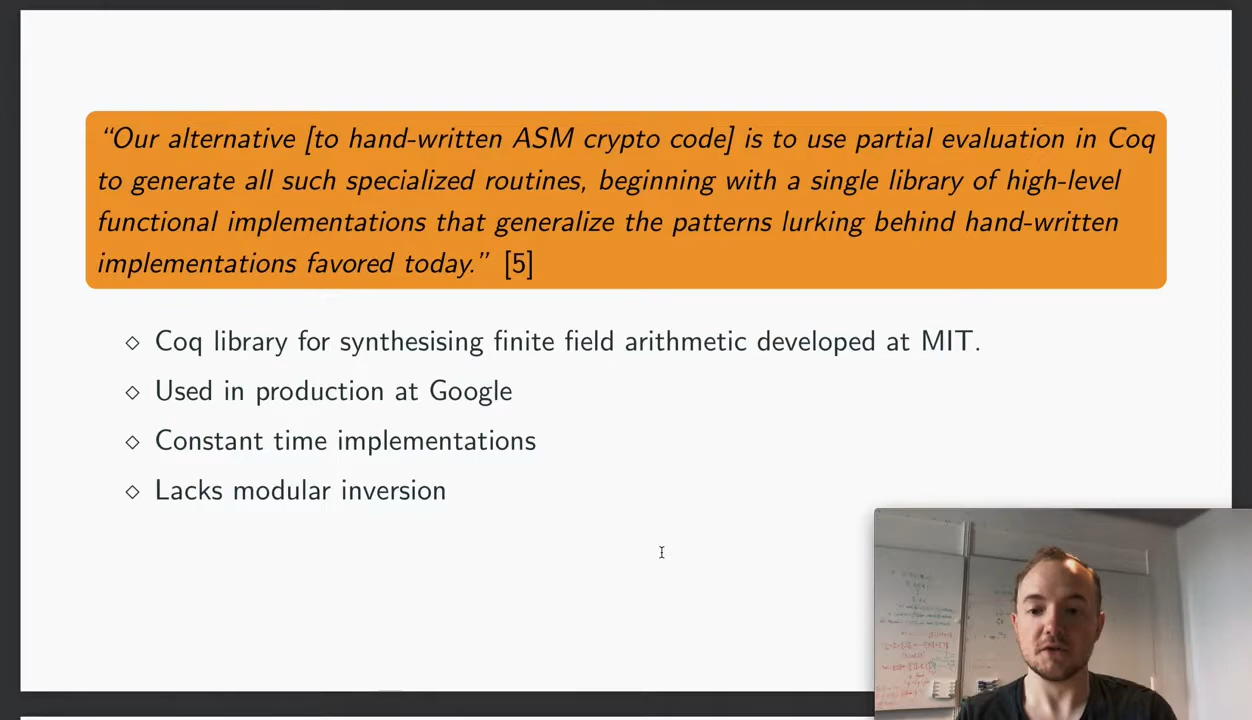 “Our alternative [to hand-written ASM crypto code] is to use partial evaluation in Coq
to generate all such specialized routines, beginning with a single library of high-level
functional implementations that generalize the patterns lurking behind hand-written
implementations favored today.” [5]
◇ Coq library for synthesising finite field arithmetic developed at MIT.
◇ Used in production at Google
◇ Constant time implementations
◇ Lacks modular inversion